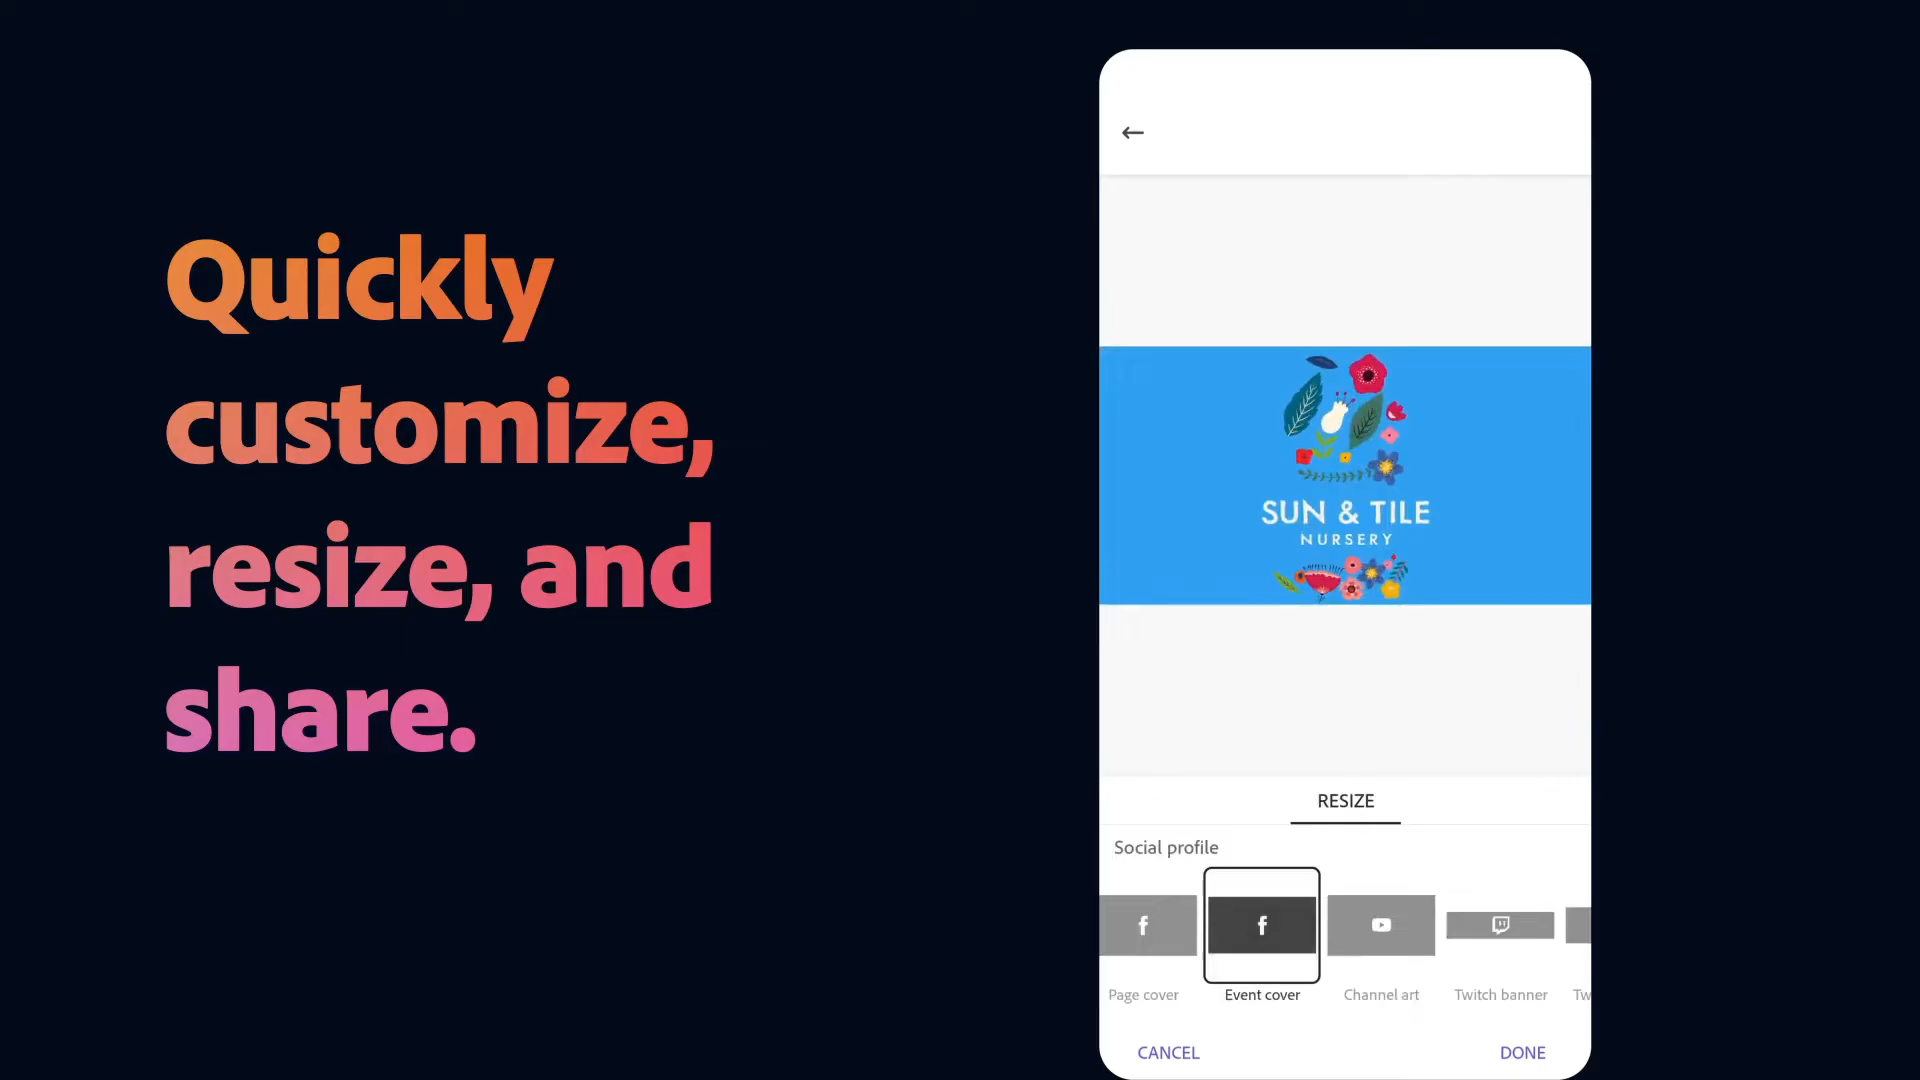 Quickly
customize,
resize, and
share.
SUN & TILE
NURSERY
RESIZE
Social profile
Page cover
Event cover
Channel art
Twitch banner
Tw
CANCEL
DONE